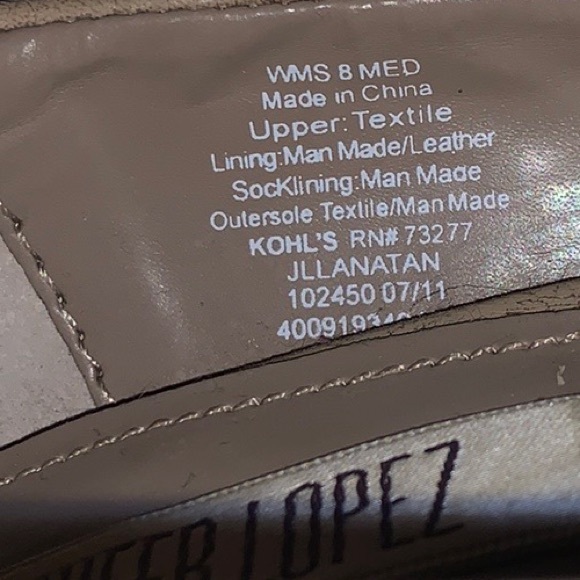 WMS 8 MED
Made in China
Upper: Textile
Lining:Man Made/Leather
Socklining:Man Made
Outersole Textile/Man Made
KOHL'S RN# 73277
JLLANATAN
102450 07/11
LOPEZ